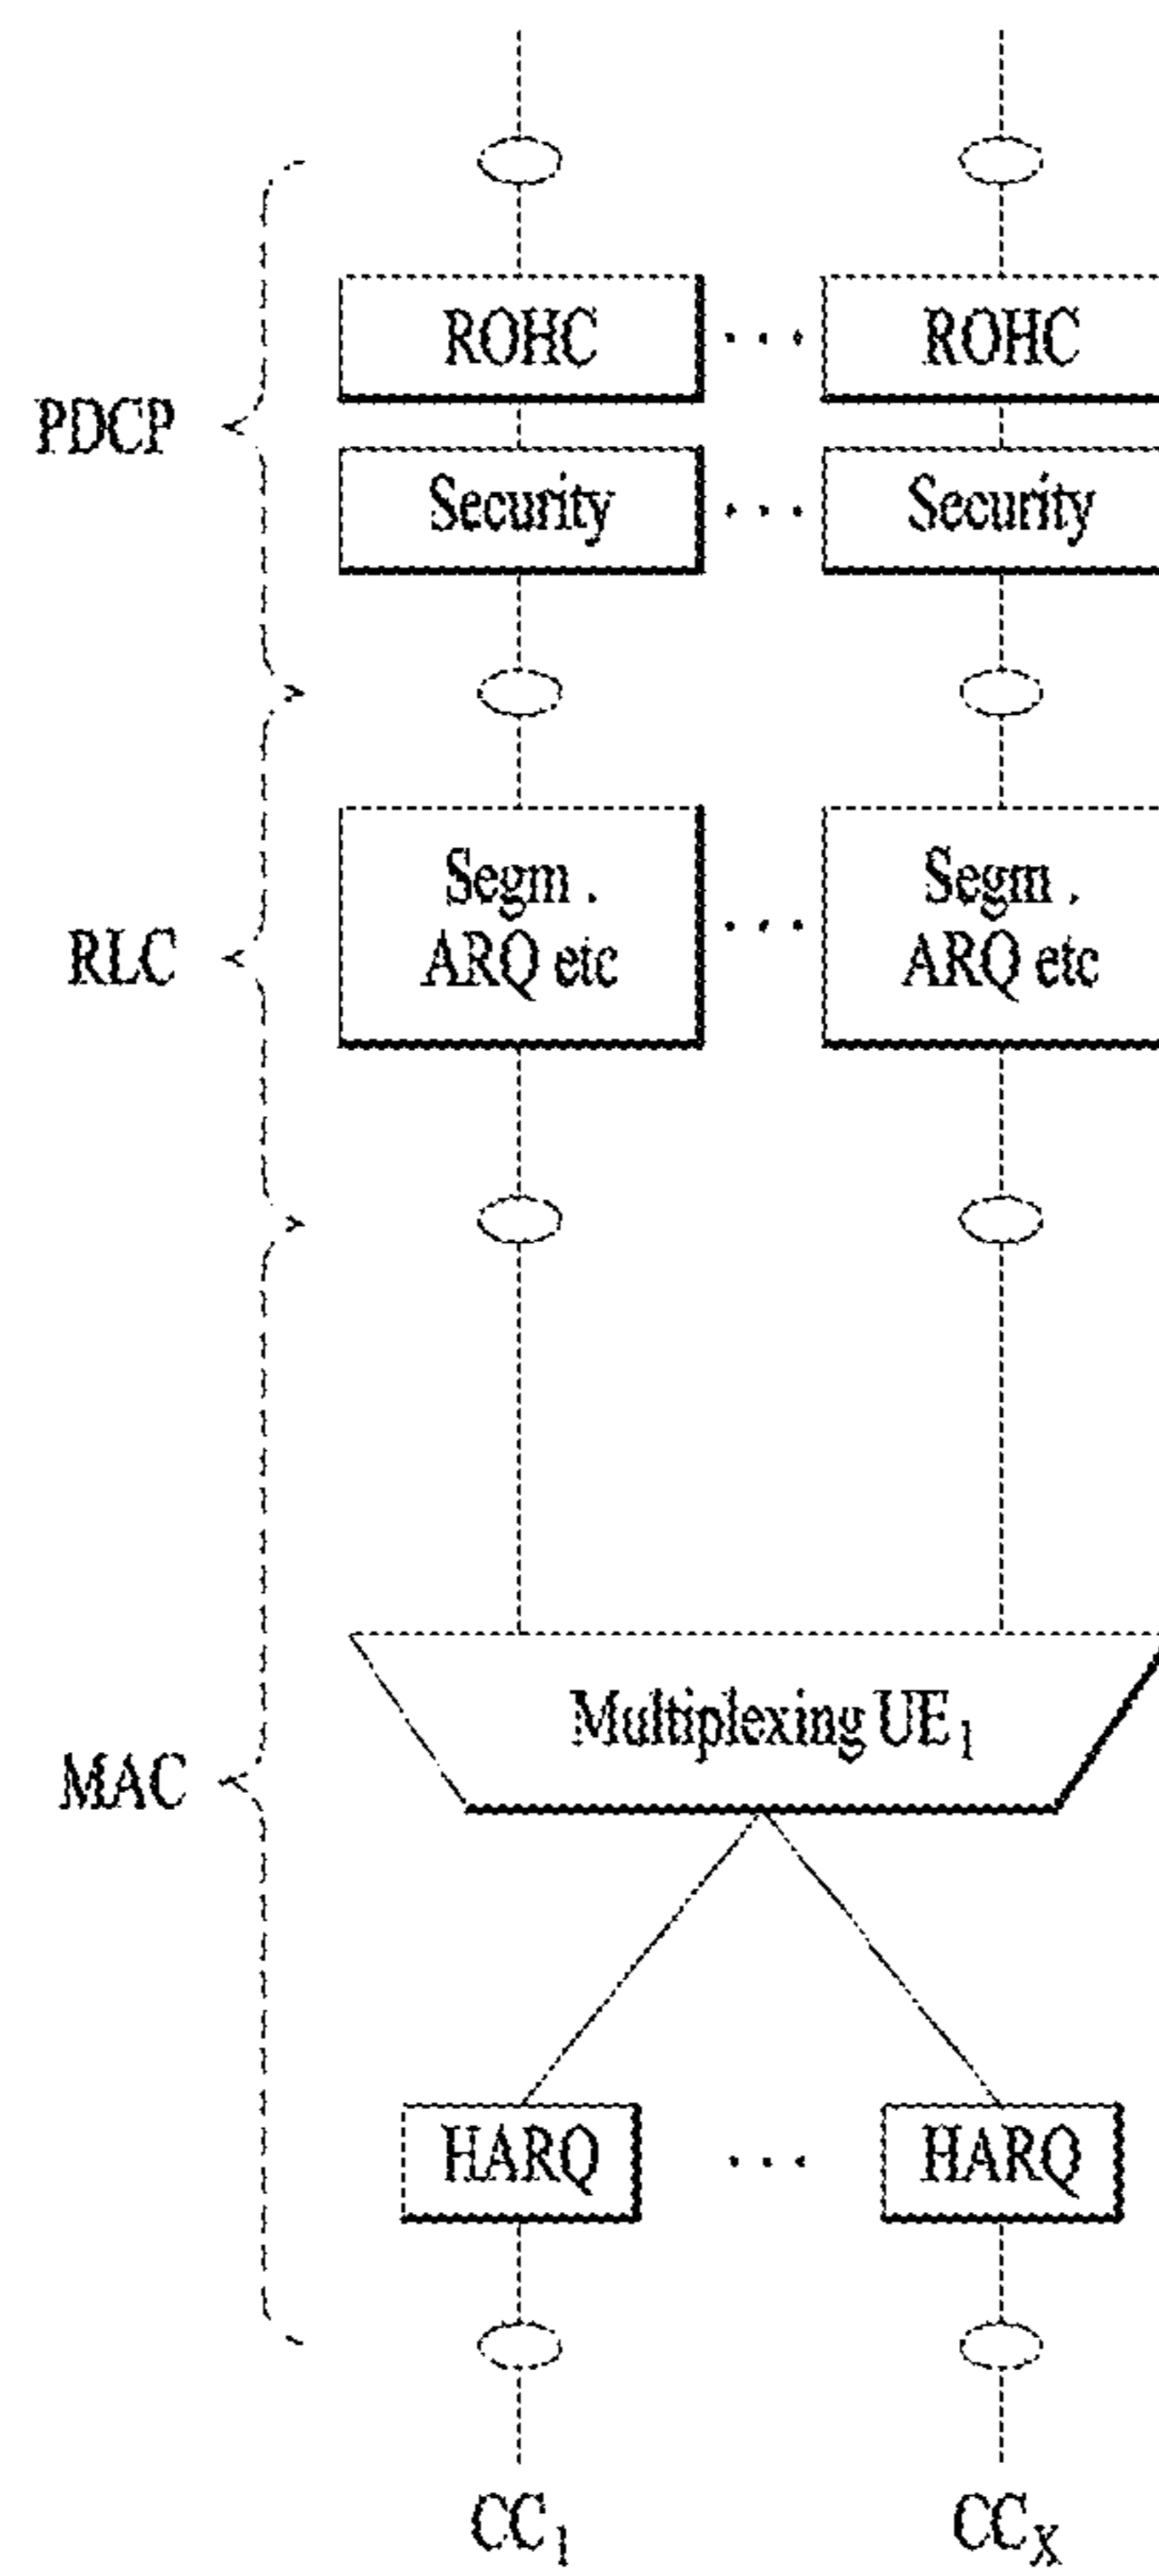 ROHC ... ROHC
PDCP
Security ... Security
Segm .
ARQ etc
...
Segm .
ARQ etc
RLC
Multiplexing UE1
MAC
HARQ ... HARQ
CC1
CCX